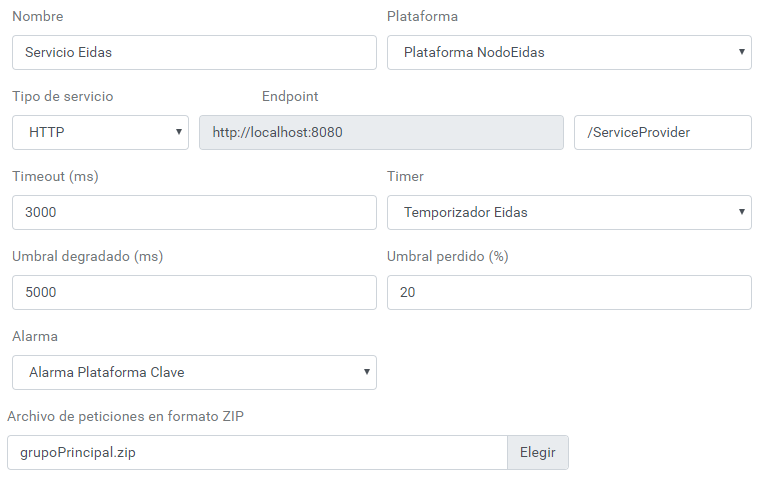 Nombre Plataforma
Servicio Eidas Plataforma NodoEidas
Tipo de servicio Endpoint
HTTP http://localhost:8080 /ServiceProvider
Timeout (ms) Timer
3000 Temporizador Eidas
Umbral degradado (ms) Umbral perdido (%)
5000 20
Alarma
Alarma Plataforma Clave
Archivo de peticiones en formato ZIP
grupoPrincipal.zip Elegir